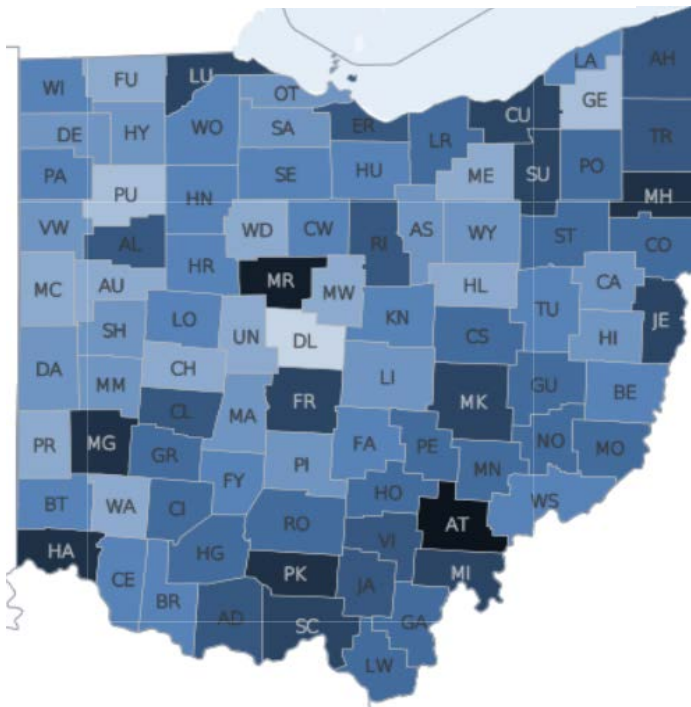 LA AH
WI FU LU OT GE
CU
DE HY WO SA ER LR TR
PA PU SE HU ME SU PO MH
VW AL HN WD CW RI AS WY ST CO
MC AU HR MR MW HL CA
SH LO UN DL KN CS TU HI JE
DA MM CH LI
CL MA FR MK GU BE
PR MG GR FA PE NO MO
FY PI MN
BT WA CI RO HO AT WS
HA HG VI
CE PK MI
BR AD SC JA
GA
LW